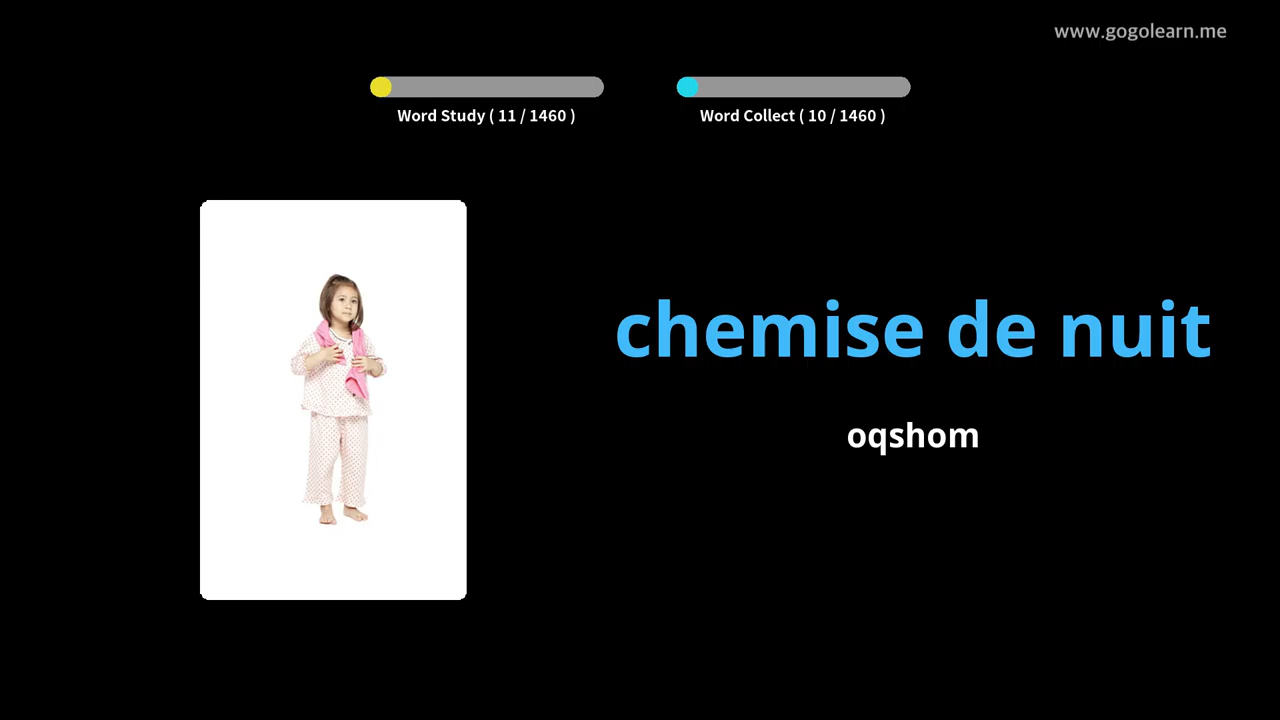 www.gogolearn.me
Word Study ( 11 / 1460 )
Word Collect ( 10 / 1460 )
chemise de nuit
oqshom